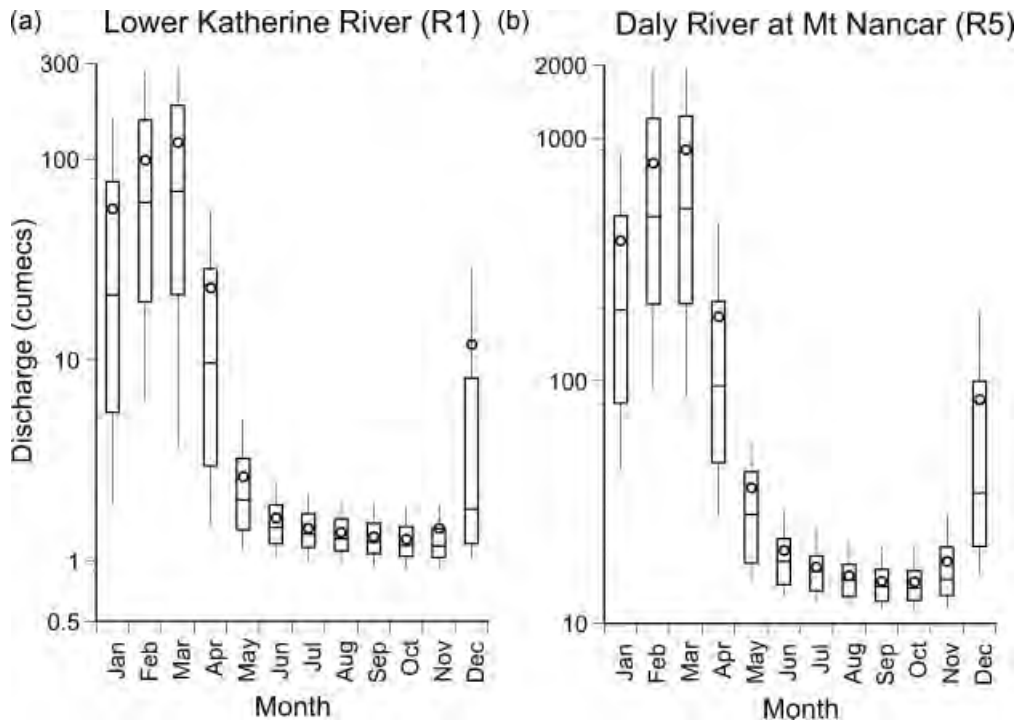 (a) Lower Katherine River (R1)
300
100
10
1
0.5
Discharge (cumecs)
Jan
Feb
Mar
Apr
May
Jun
Jul
Aug
Sep
Oct
Nov
Dec
Month
(b) Daly River at Mt Nancar (R5)
2000
1000
100
10
Jan
Feb
Mar
Apr
May
Jun
Jul
Aug
Sep
Oct
Nov
Dec
Month